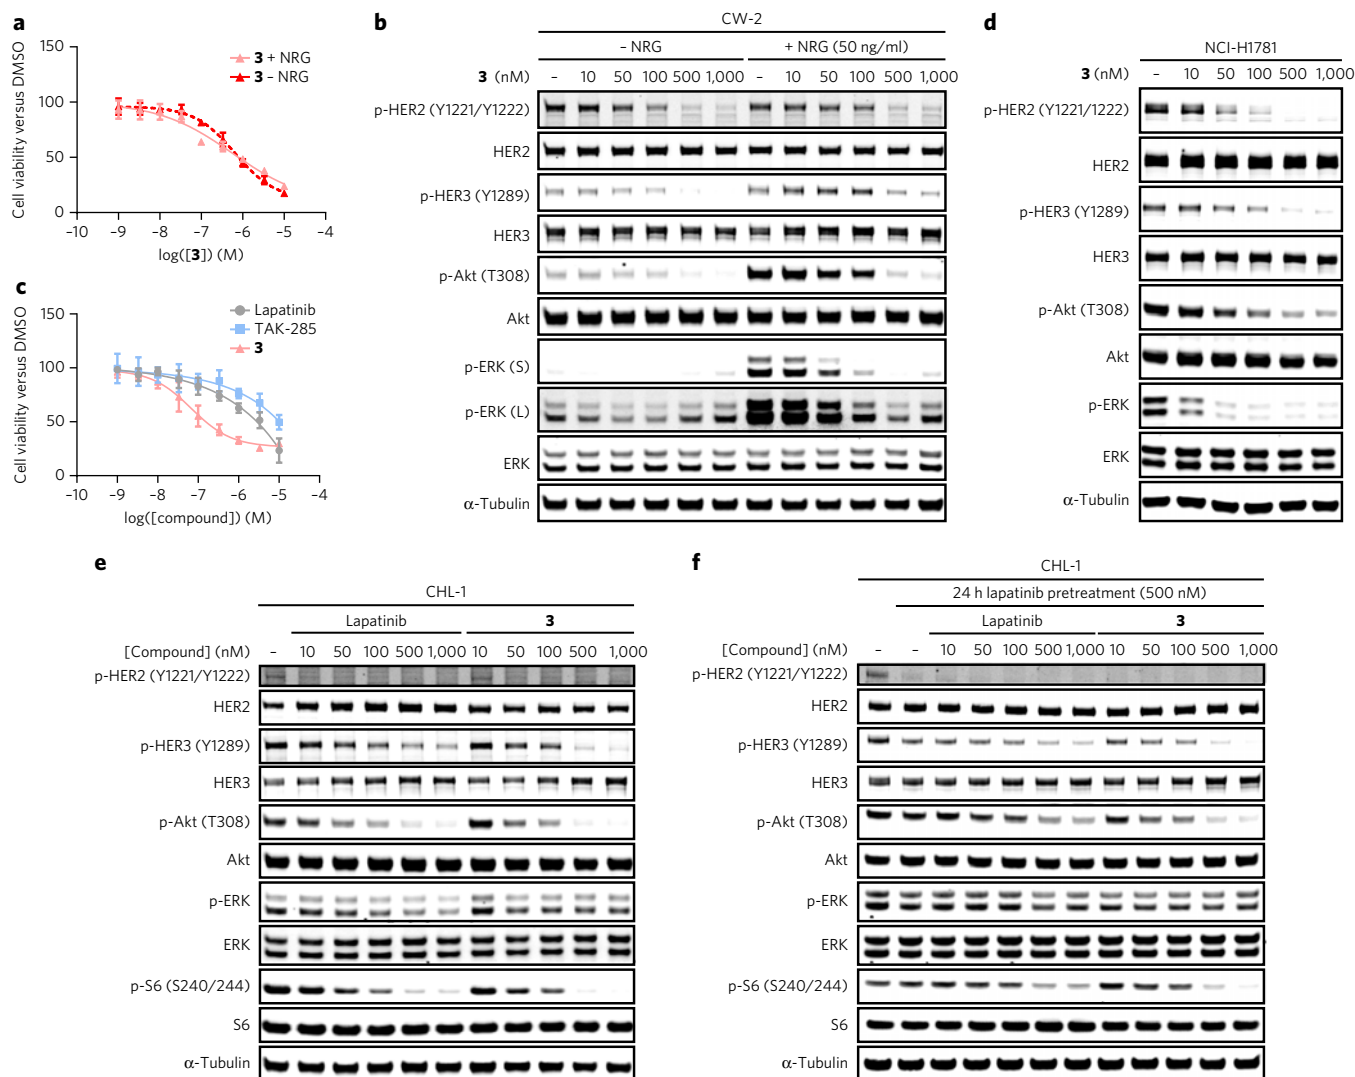 a
150
100
50
0
Cell viability versus DMSO
3 + NRG
3 – NRG
–10 –9 –8 –7 –6 –5 –4
log([3]) (M)
b
CW-2
– NRG + NRG (50 ng/ml)
3 (nM) – 10 50 100 500 1,000 – 10 50 100 500 1,000
p-HER2 (Y1221/Y1222)
HER2
p-HER3 (Y1289)
HER3
p-Akt (T308)
Akt
p-ERK (S)
p-ERK (L)
ERK
α-Tubulin
c
150
100
50
0
Cell viability versus DMSO
Lapatinib
TAK-285
3
–10 –9 –8 –7 –6 –5 –4
log([compound]) (M)
d
NCI-H1781
3 (nM) – 10 50 100 500 1,000
p-HER2 (Y1221/1222)
HER2
p-HER3 (Y1289)
HER3
p-Akt (T308)
Akt
p-ERK
ERK
α-Tubulin
e
CHL-1
Lapatinib 3
[Compound] (nM) – 10 50 100 500 1,000 10 50 100 500 1,000
p-HER2 (Y1221/Y1222)
HER2
p-HER3 (Y1289)
HER3
p-Akt (T308)
Akt
p-ERK
ERK
p-S6 (S240/244)
S6
α-Tubulin
f
CHL-1
24 h lapatinib pretreatment (500 nM)
Lapatinib 3
[Compound] (nM) – – 10 50 100 500 1,000 10 50 100 500 1,000
p-HER2 (Y1221/Y1222)
HER2
p-HER3 (Y1289)
HER3
p-Akt (T308)
Akt
p-ERK
ERK
p-S6 (S240/244)
S6
α-Tubulin